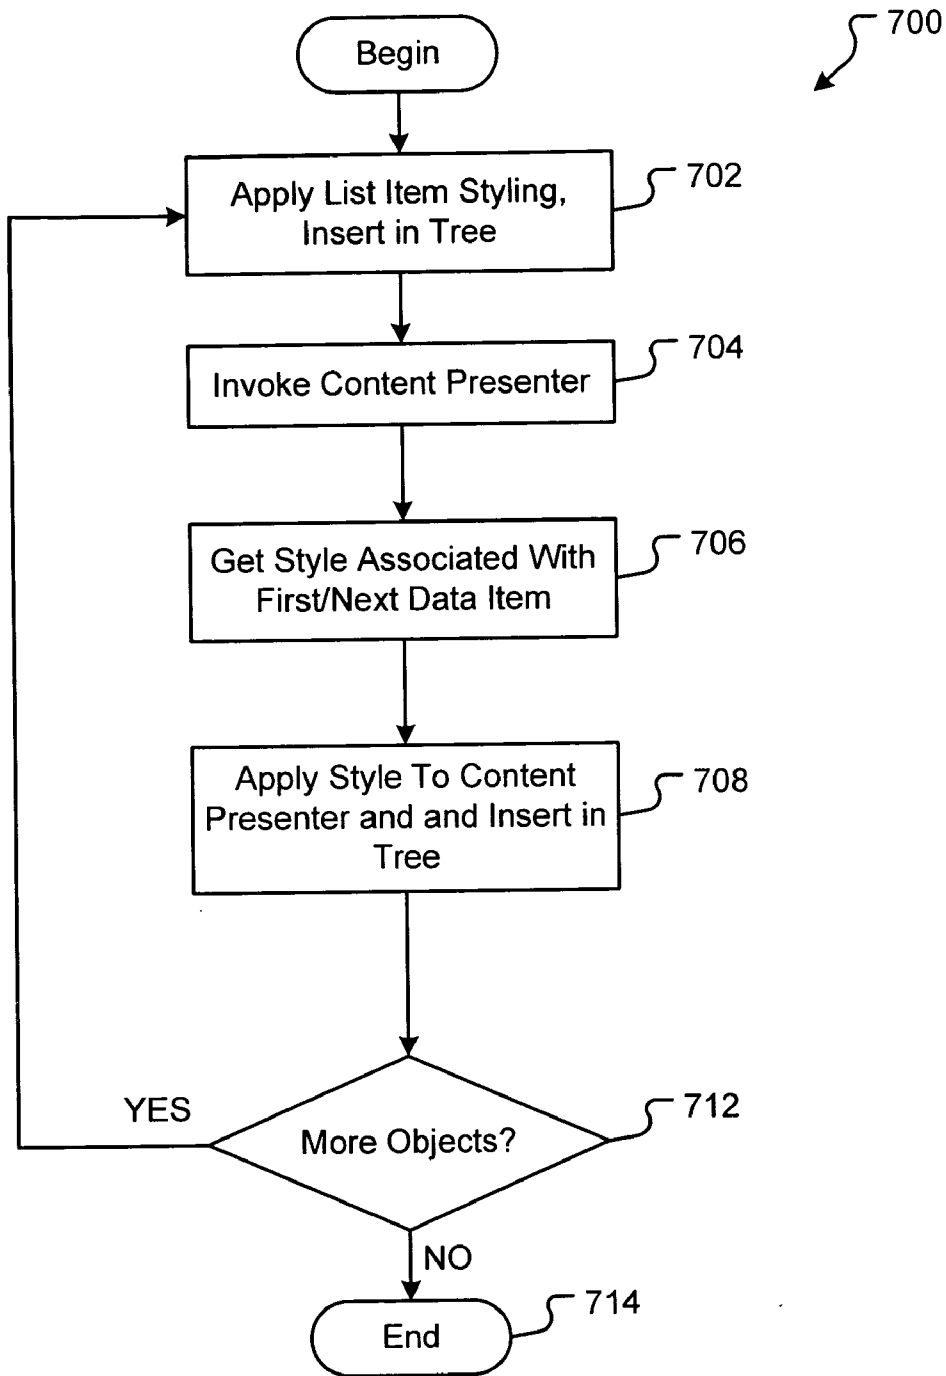 700
Begin
Apply List Item Styling,
Insert in Tree
702
Invoke Content Presenter
704
Get Style Associated With
First/Next Data Item
706
Apply Style To Content
Presenter and and Insert in
Tree
708
YES
More Objects?
712
NO
End
714